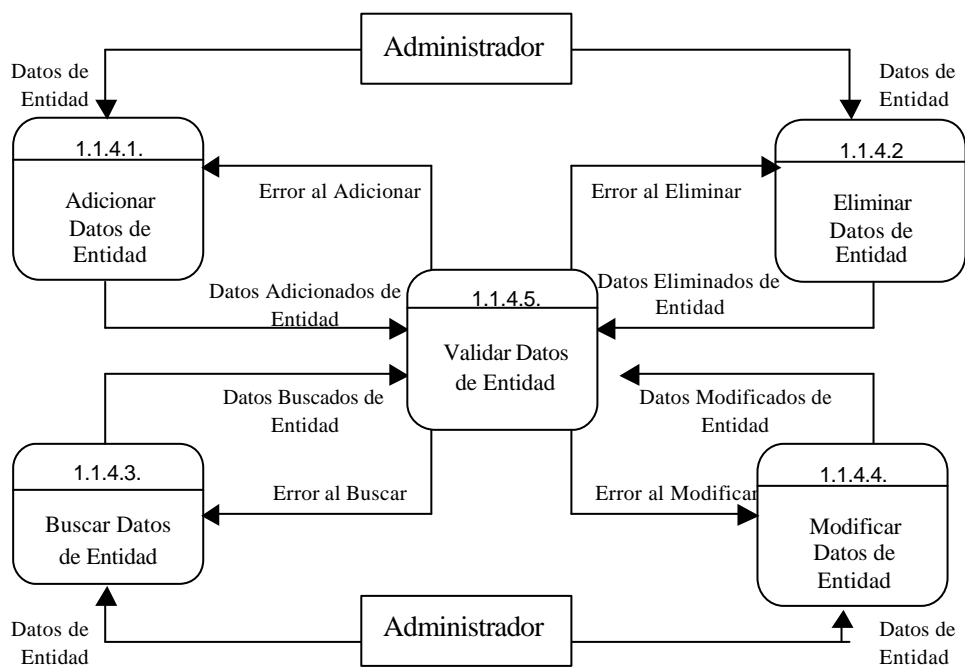 Administrador
Datos de
Entidad
Datos de
Entidad
1.1.4.1.
Adicionar
Datos de
Entidad
Error al Adicionar
Error al Eliminar
1.1.4.2
Eliminar
Datos de
Entidad
Datos Adicionados de
Entidad
1.1.4.5.
Validar Datos
de Entidad
Datos Eliminados de
Entidad
Datos Buscados de
Entidad
Datos Modificados de
Entidad
1.1.4.3.
Buscar Datos
de Entidad
Error al Buscar
Error al Modificar
1.1.4.4.
Modificar
Datos de
Entidad
Datos de
Entidad
Administrador
Datos de
Entidad